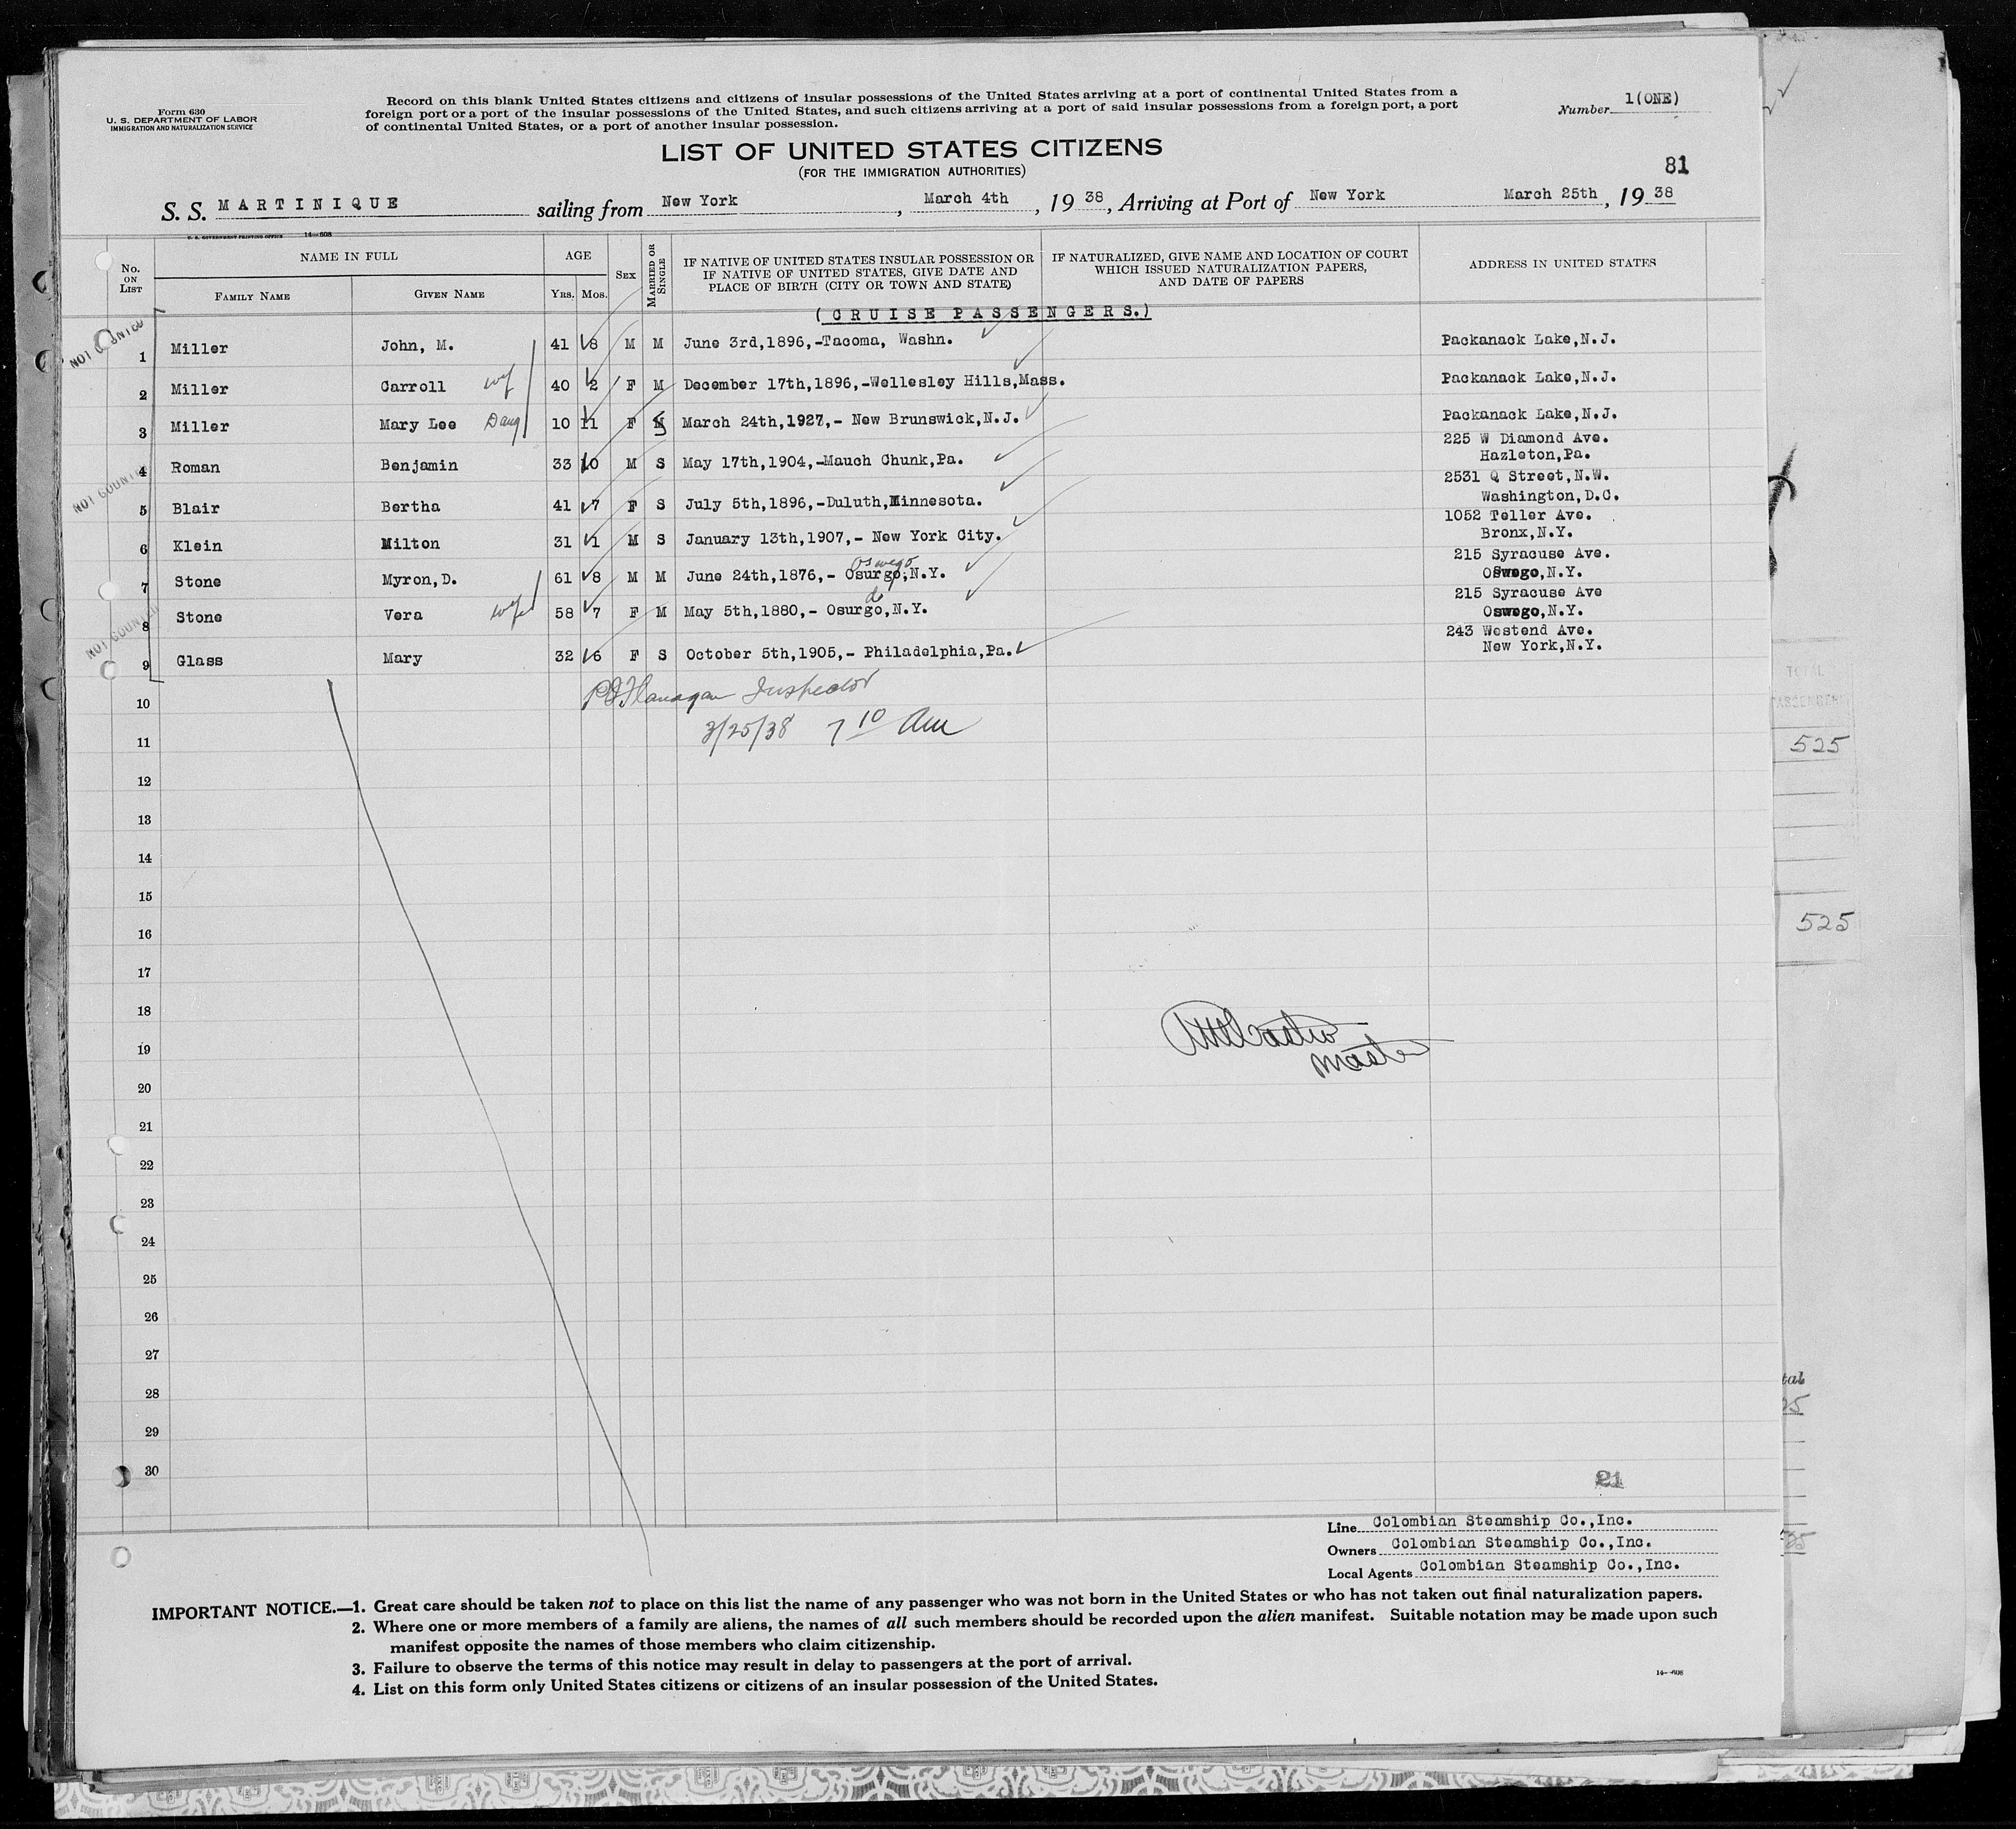 Form 630
U. S. DEPARTMENT OF LABOR
IMMIGRATION AND NATURALIZATION SERVICE
Record on this blank United States citizens and citizens of insular possessions of the United States arriving at a port of continental United States from a
foreign port or a port of the insular possessions of the United States, and such citizens arriving at a port of said insular possessions from a foreign port, a port
of continental United States, or a port of another insular possession.
Number 1(ONE)
LIST OF UNITED STATES CITIZENS
(FOR THE IMMIGRATION AUTHORITIES)
81
S. S. MARTINIQUE sailing from New York, March 4th, 1938, Arriving at Port of New York March 25th, 1938
U. S. GOVERNMENT PRINTING OFFICE 14—608
No. ON LIST
NAME IN FULL
FAMILY NAME GIVEN NAME
AGE
YRS. MOS.
SEX
MARRIED OR SINGLE
IF NATIVE OF UNITED STATES INSULAR POSSESSION OR
IF NATIVE OF UNITED STATES, GIVE DATE AND
PLACE OF BIRTH (CITY OR TOWN AND STATE)
IF NATURALIZED, GIVE NAME AND LOCATION OF COURT
WHICH ISSUED NATURALIZATION PAPERS,
AND DATE OF PAPERS
ADDRESS IN UNITED STATES
(CRUISE PASSENGERS.)
1 Miller John, M. 41 8 M M June 3rd,1896,-Tacoma, Washn. Packanack Lake,N.J.
2 Miller Carroll wf 40 2 F M December 17th,1896,-Wellesley Hills,Mass. Packanack Lake,N.J.
3 Miller Mary Lee Daug 10 11 F S March 24th,1927,- New Brunswick,N.J. Packanack Lake,N.J.
4 Roman Benjamin 33 10 M S May 17th,1904,-Mauch Chunk,Pa. 225 W Diamond Ave.
Hazleton,Pa.
5 Blair Bertha 41 7 F S July 5th,1896,-Duluth,Minnesota. 2531 Q Street,N.W.
Washington,D.C.
6 Klein Milton 31 1 M S January 13th,1907,- New York City. 1052 Teller Ave.
Bronx,N.Y.
oswego
7 Stone Myron,D. 61 8 M M June 24th,1876,- Osurgo,N.Y. 215 Syracuse Ave.
Oswego,N.Y.
do
8 Stone Vera wife 58 7 F M May 5th,1880,- Osurgo,N.Y. 215 Syracuse Ave
Oswego,N.Y.
9 Glass Mary 32 6 F S October 5th,1905,- Philadelphia,Pa. 243 Westend Ave.
New York,N.Y.
NOT COUNTED
NOT COUNTED
10
Flanagan Inspector
11
3/25/38 7 10 Am
12
13
14
15
16
17
18
19
Master
20
21
22
23
24
25
26
27
28
29
30
21
TOTAL
PASSENGERS
525
525
Line Colombian Steamship Co.,Inc.
Owners Colombian Steamship Co.,Inc.
Local Agents Colombian Steamship Co.,Inc.
IMPORTANT NOTICE.—1. Great care should be taken not to place on this list the name of any passenger who was not born in the United States or who has not taken out final naturalization papers.
2. Where one or more members of a family are aliens, the names of all such members should be recorded upon the alien manifest. Suitable notation may be made upon such
manifest opposite the names of those members who claim citizenship.
3. Failure to observe the terms of this notice may result in delay to passengers at the port of arrival.
4. List on this form only United States citizens or citizens of an insular possession of the United States.
14—608